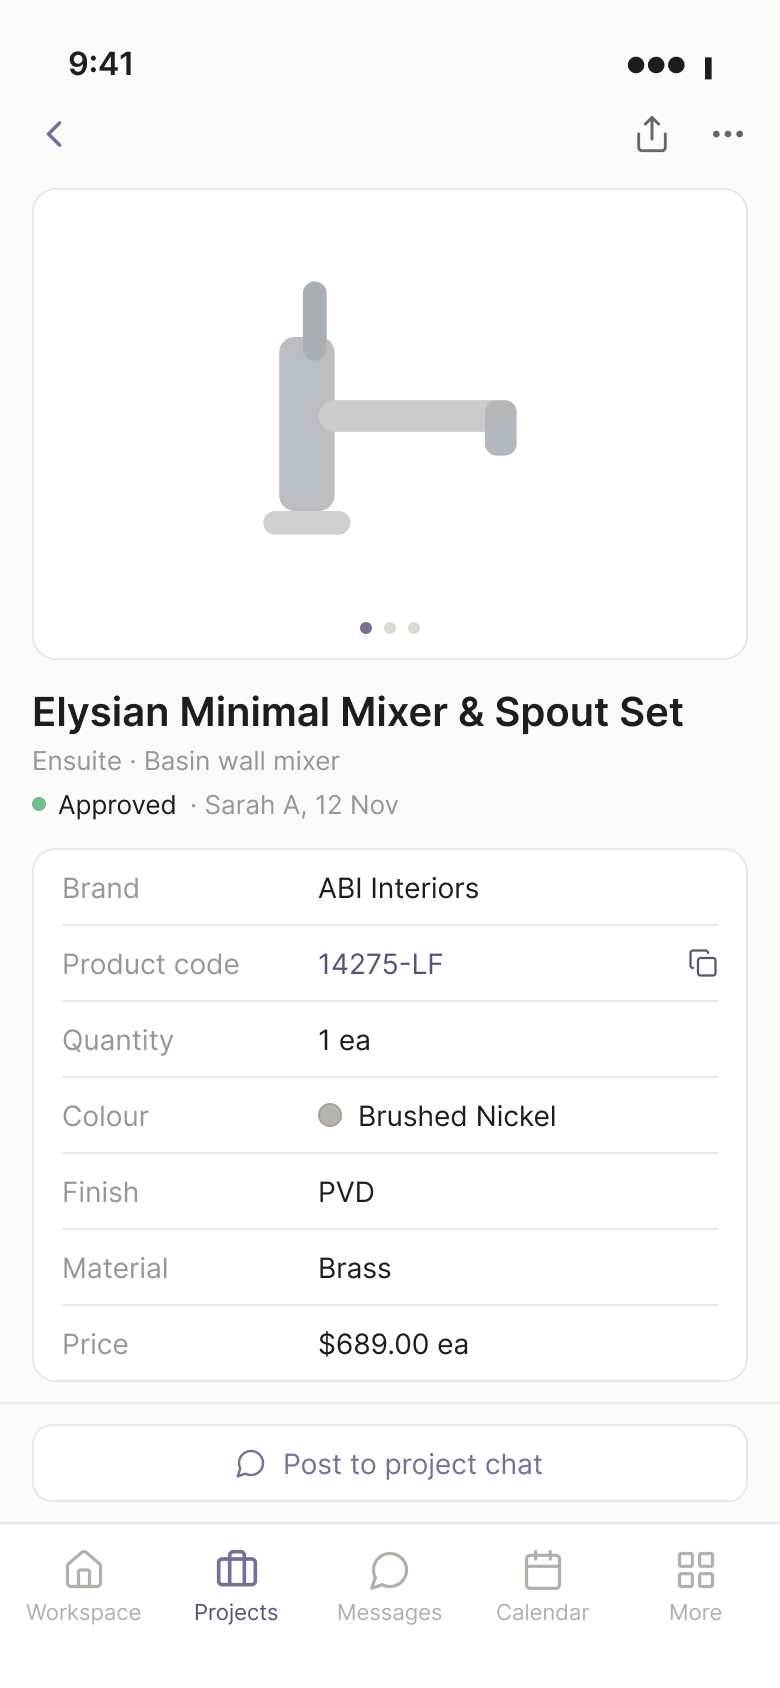 9:41
Elysian Minimal Mixer & Spout Set
Ensuite · Basin wall mixer
Approved · Sarah A, 12 Nov
Brand ABI Interiors
Product code 14275-LF
Quantity 1 ea
Colour Brushed Nickel
Finish PVD
Material Brass
Price $689.00 ea
Post to project chat
Workspace Projects Messages Calendar More